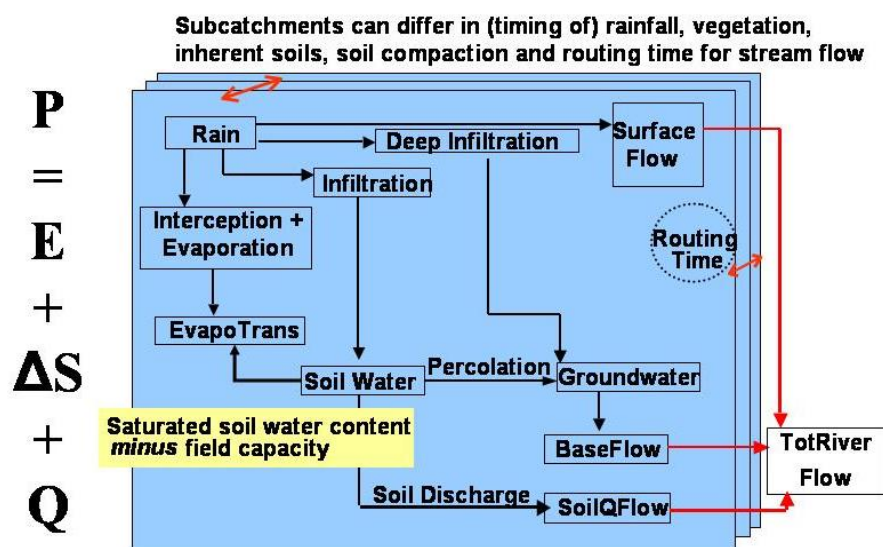 Subcatchments can differ in (timing of) rainfall, vegetation,
inherent soils, soil compaction and routing time for stream flow
P
=
E
+
ΔS
+
Q
Rain
Deep Infiltration
Surface
Flow
Infiltration
Interception +
Evaporation
Routing
Time
EvapoTrans
Soil Water
Percolation
Groundwater
Saturated soil water content
minus field capacity
BaseFlow
TotRiver
Flow
Soil Discharge
SoilQFlow